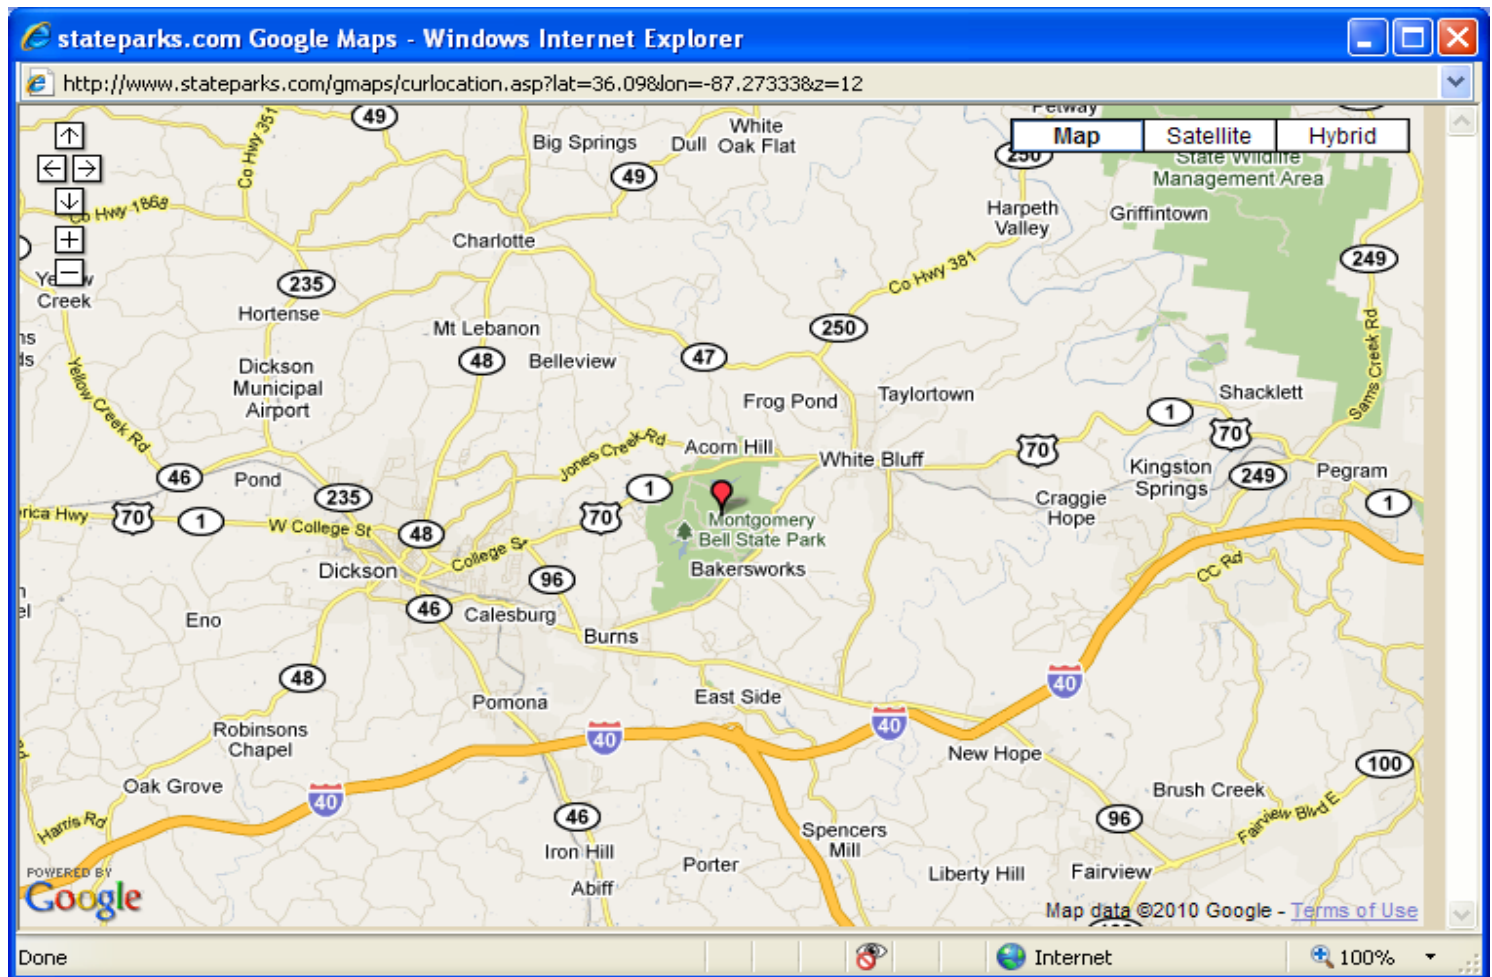 stateparks.com Google Maps - Windows Internet Explorer
http://www.stateparks.com/gmaps/curlocation.asp?lat=36.09&lon=-87.27333&z=12
Map
Satellite
Hybrid
Petway
Co Hwy 351
49
Big Springs
Dull
White
Oak Flat
49
250
State Wildlife
Management Area
Co Hwy 1868
Harpeth
Valley
Griffintown
Charlotte
Co Hwy 381
249
Creek
235
Hortense
Mt Lebanon
250
48
Belleview
47
Dickson
Municipal
Airport
Yellow Creek Rd
Frog Pond
Taylortown
Shacklett
Sams Creek Rd
1
70
Jones Creek Rd
Acorn Hill
White Bluff
70
Kingston
Springs
249
Pegram
46
Pond
235
1
Craggie
Hope
1
70
1
W College St
48
College St
70
Montgomery
Bell State Park
Dickson
96
Bakersworks
CC Rd
46
Calesburg
Eno
Burns
48
Pomona
East Side
40
40
40
New Hope
Robinsons
Chapel
100
Oak Grove
40
Brush Creek
Harris Rd
46
Spencers
Mill
96
Fairview Blvd E
Iron Hill
Porter
Liberty Hill
Fairview
Abiff
POWERED BY
Google
Map data ©2010 Google - Terms of Use
Done
Internet
100%